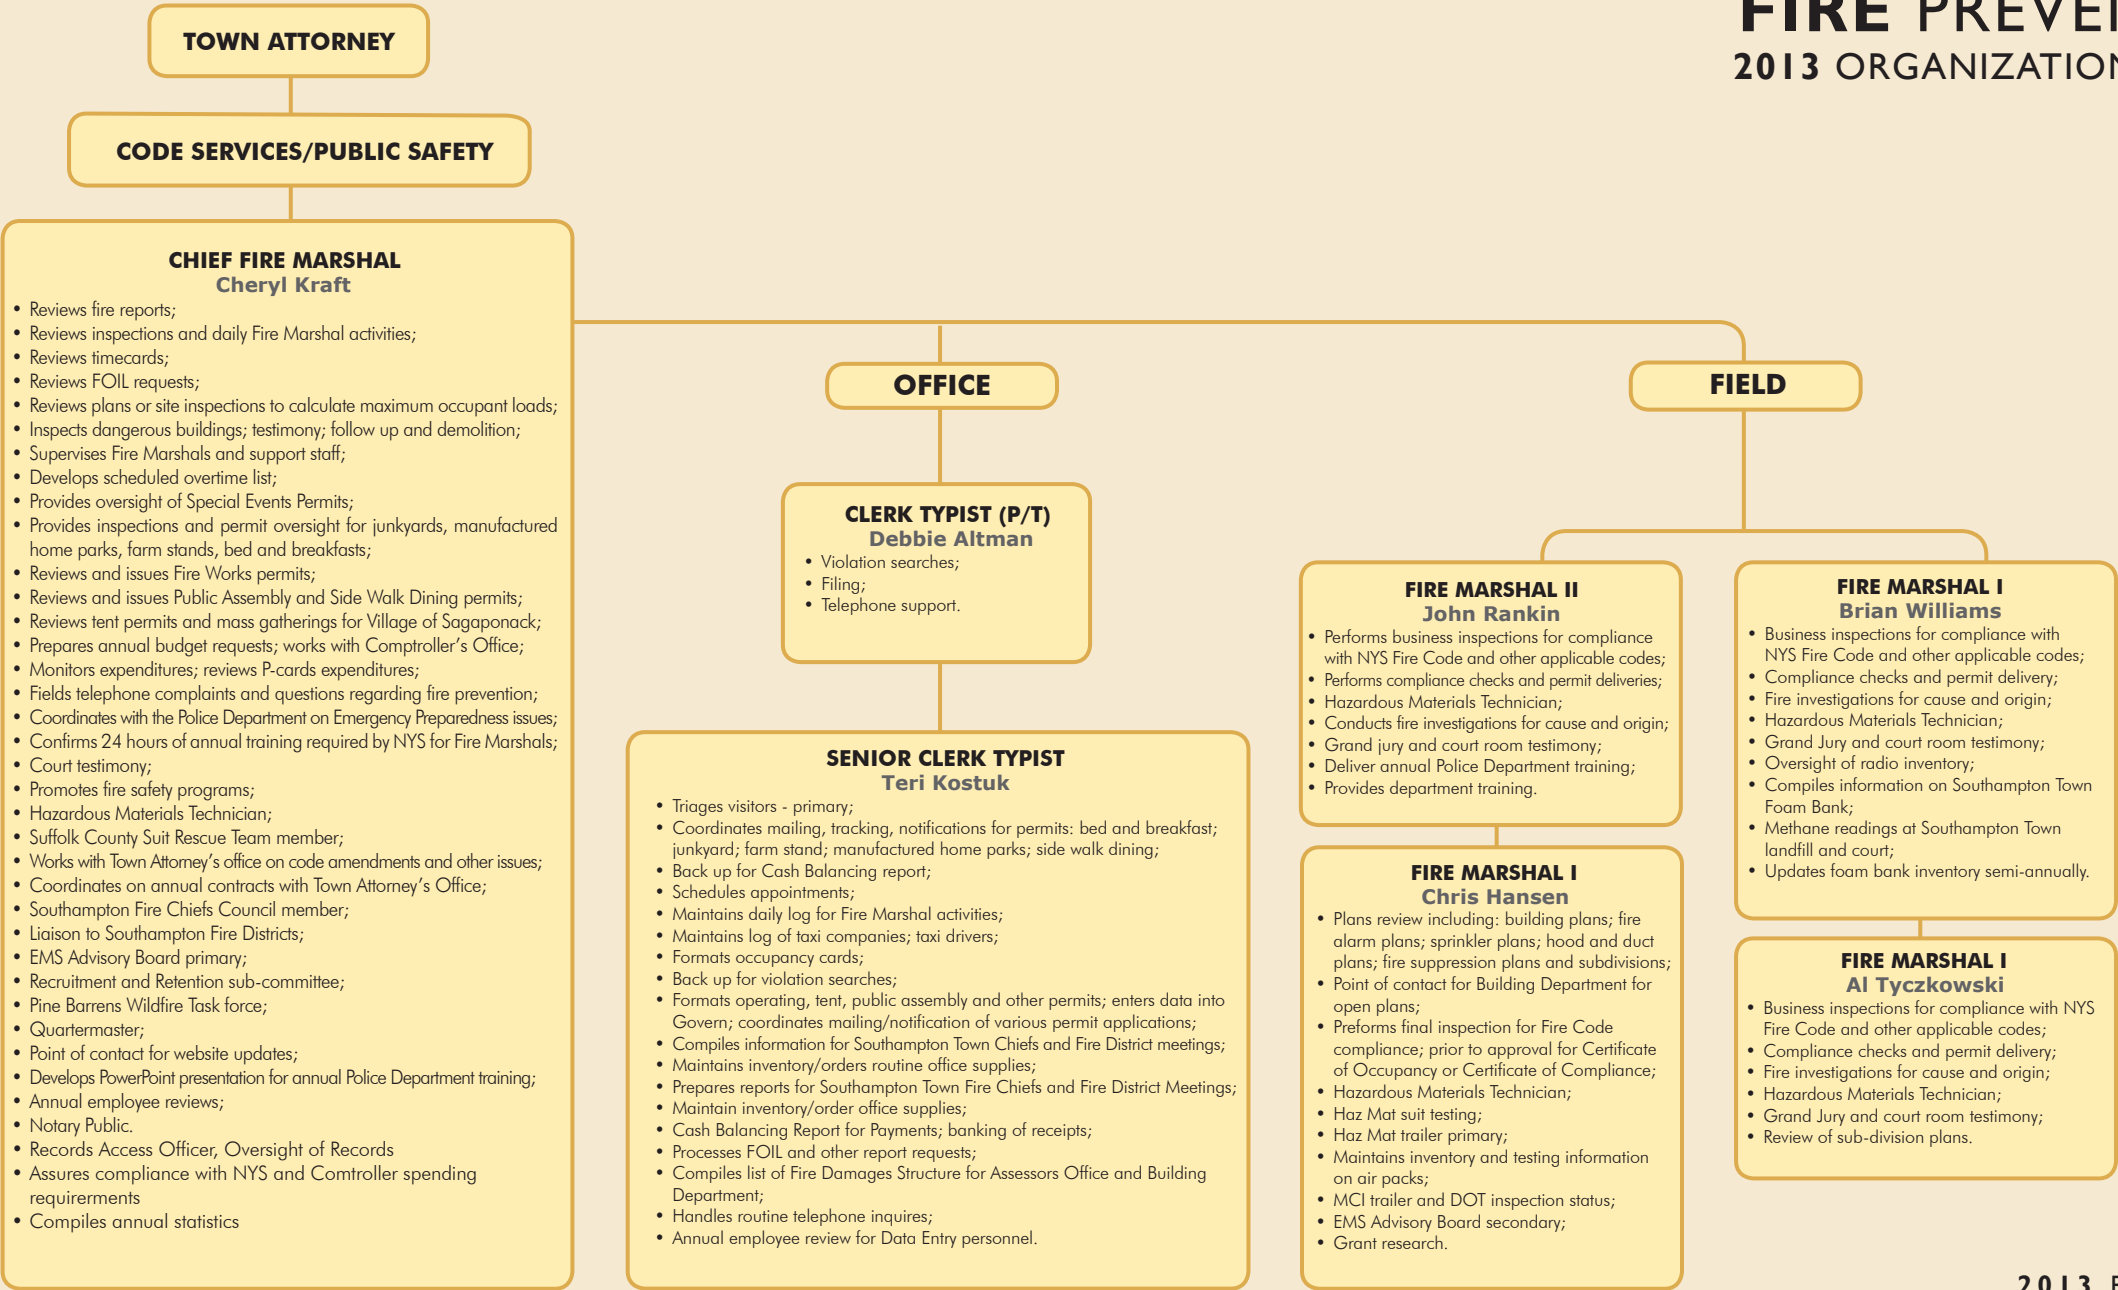 FIRE
2013
TOWN ATTORNEY
CODE SERVICES/PUBLIC SAFETY
CHIEF FIRE MARSHAL
Cheryl Kraft
• Reviews fire reports;
• Reviews inspections and daily Fire Marshal activities;
• Reviews timecards;
• Reviews FOIL requests;
• Reviews plans or site inspections to calculate maximum occupant loads;
• Inspects dangerous buildings; testimony; follow up and demolition;
• Supervises Fire Marshals and support staff;
• Develops scheduled overtime list;
• Provides oversight of Special Events Permits;
• Provides inspections and permit oversight for junkyards, manufactured
home parks, farm stands, bed and breakfasts;
• Reviews and issues Fire Works permits;
• Reviews and issues Public Assembly and Side Walk Dining permits;
• Reviews tent permits and mass gatherings for Village of Sagaponack;
• Prepares annual budget requests; works with Comptroller's Office;
• Monitors expenditures; reviews P-cards expenditures;
• Fields telephone complaints and questions regarding fire prevention;
• Coordinates with the Police Department on Emergency Preparedness issues;
• Confirms 24 hours of annual training required by NYS for Fire Marshals;
• Court testimony;
• Promotes fire safety programs;
• Hazardous Materials Technician;
• Suffolk County Suit Rescue Team member;
• Works with Town Attorney's office on code amendments and other issues;
• Coordinates on annual contracts with Town Attorney's Office;
• Southampton Fire Chiefs Council member;
• Liaison to Southampton Fire Districts;
• EMS Advisory Board primary;
• Recruitment and Retention sub-committee;
• Pine Barrens Wildfire Task force;
• Quartermaster;
• Point of contact for website updates;
• Develops PowerPoint presentation for annual Police Department training;
• Annual employee reviews;
• Notary Public.
• Records Access Officer, Oversight of Records
• Assures compliance with NYS and Comtroller spending
requirerments
• Compiles annual statistics
OFFICE
CLERK TYPIST (P/T)
Debbie Altman
• Violation searches;
• Filing;
• Telephone support.
SENIOR CLERK TYPIST
Teri Kostuk
• Triages visitors - primary;
• Coordinates mailing, tracking, notifications for permits: bed and breakfast;
junkyard; farm stand; manufactured home parks; side walk dining;
• Back up for Cash Balancing report;
• Schedules appointments;
• Maintains daily log for Fire Marshal activities;
• Maintains log of taxi companies; taxi drivers;
• Formats occupancy cards;
• Back up for violation searches;
• Formats operating, tent, public assembly and other permits; enters data into
Govern; coordinates mailing/notification of various permit applications;
• Compiles information for Southampton Town Chiefs and Fire District meetings;
• Maintains inventory/orders routine office supplies;
• Prepares reports for Southampton Town Fire Chiefs and Fire District Meetings;
• Maintain inventory/order office supplies;
• Cash Balancing Report for Payments; banking of receipts;
• Processes FOIL and other report requests;
• Compiles list of Fire Damages Structure for Assessors Office and Building
Department;
• Handles routine telephone inquires;
• Annual employee review for Data Entry personnel.
FIELD
FIRE MARSHAL II
John Rankin
• Performs business inspections for compliance
with NYS Fire Code and other applicable codes;
• Performs compliance checks and permit deliveries;
• Hazardous Materials Technician;
• Conducts fire investigations for cause and origin;
• Grand jury and court room testimony;
• Deliver annual Police Department training;
• Provides department training.
FIRE MARSHAL I
Chris Hansen
• Plans review including: building plans; fire
alarm plans; sprinkler plans; hood and duct
plans; fire suppression plans and subdivisions;
• Point of contact for Building Department for
open plans;
• Preforms final inspection for Fire Code
compliance; prior to approval for Certificate
of Occupancy or Certificate of Compliance;
• Hazardous Materials Technician;
• Haz Mat suit testing;
• Haz Mat trailer primary;
• Maintains inventory and testing information
on air packs;
• MCI trailer and DOT inspection status;
• EMS Advisory Board secondary;
• Grant research.
FIRE MARSHAL I
Brian Williams
• Business inspections for compliance with
NYS Fire Code and other applicable codes;
• Compliance checks and permit delivery;
• Fire investigations for cause and origin;
• Hazardous Materials Technician;
• Grand Jury and court room testimony;
• Oversight of radio inventory;
• Compiles information on Southampton Town
Foam Bank;
• Methane readings at Southampton Town
landfill and court;
• Updates foam bank inventory semi-annually.
FIRE MARSHAL I
Al Tyczkowski
• Business inspections for compliance with NYS
Fire Code and other applicable codes;
• Compliance checks and permit delivery;
• Fire investigations for cause and origin;
• Hazardous Materials Technician;
• Grand Jury and court room testimony;
• Review of sub-division plans.
2013